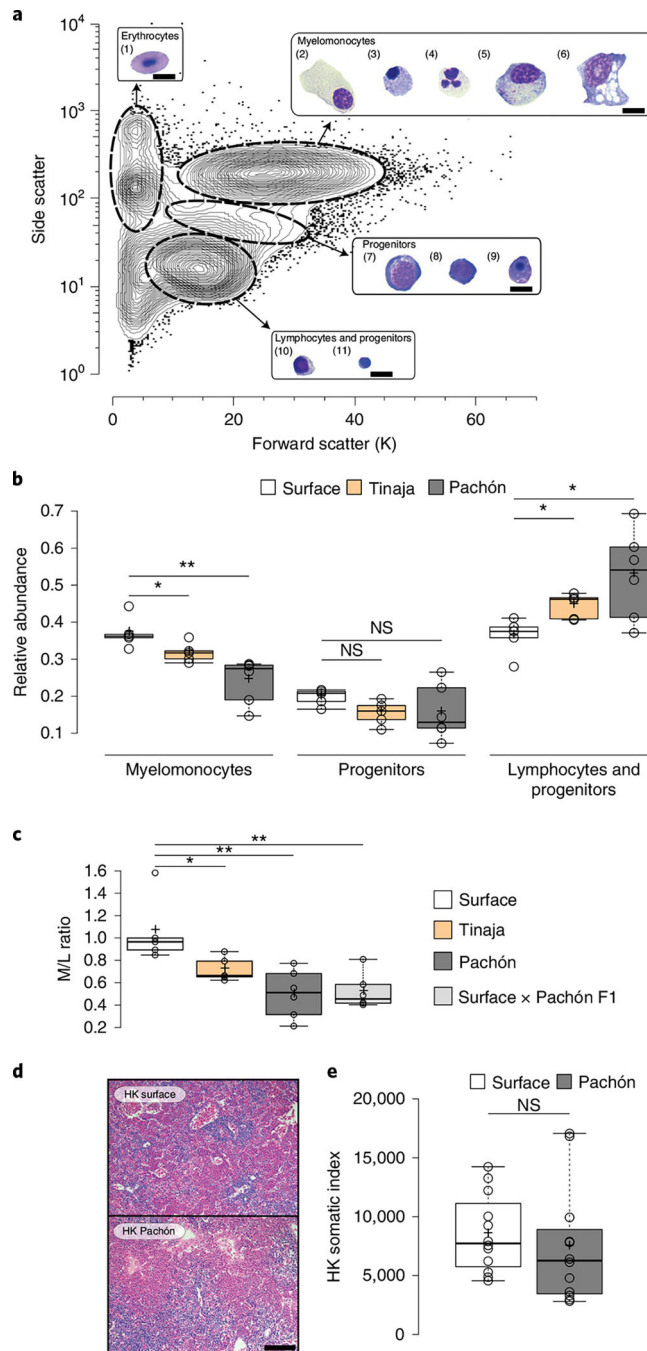 a
10⁴
10³
10²
10¹
10⁰
Side scatter
0 20 40 60
Forward scatter (K)
Erythrocytes
(1)
Myelomonocytes
(2) (3) (4) (5) (6)
Progenitors
(7) (8) (9)
Lymphocytes and progenitors
(10) (11)
b
Surface Tinaja Pachón
Relative abundance
0.7
0.6
0.5
0.4
0.3
0.2
0.1
**
*
NS
NS
*
*
Myelomonocytes Progenitors Lymphocytes and
progenitors
c
M/L ratio
1.6
1.4
1.2
1.0
0.8
0.6
0.4
0.2
**
**
*
Surface
Tinaja
Pachón
Surface × Pachón F1
d
HK surface
HK Pachón
e
Surface Pachón
NS
HK somatic index
20,000
15,000
10,000
5,000
0